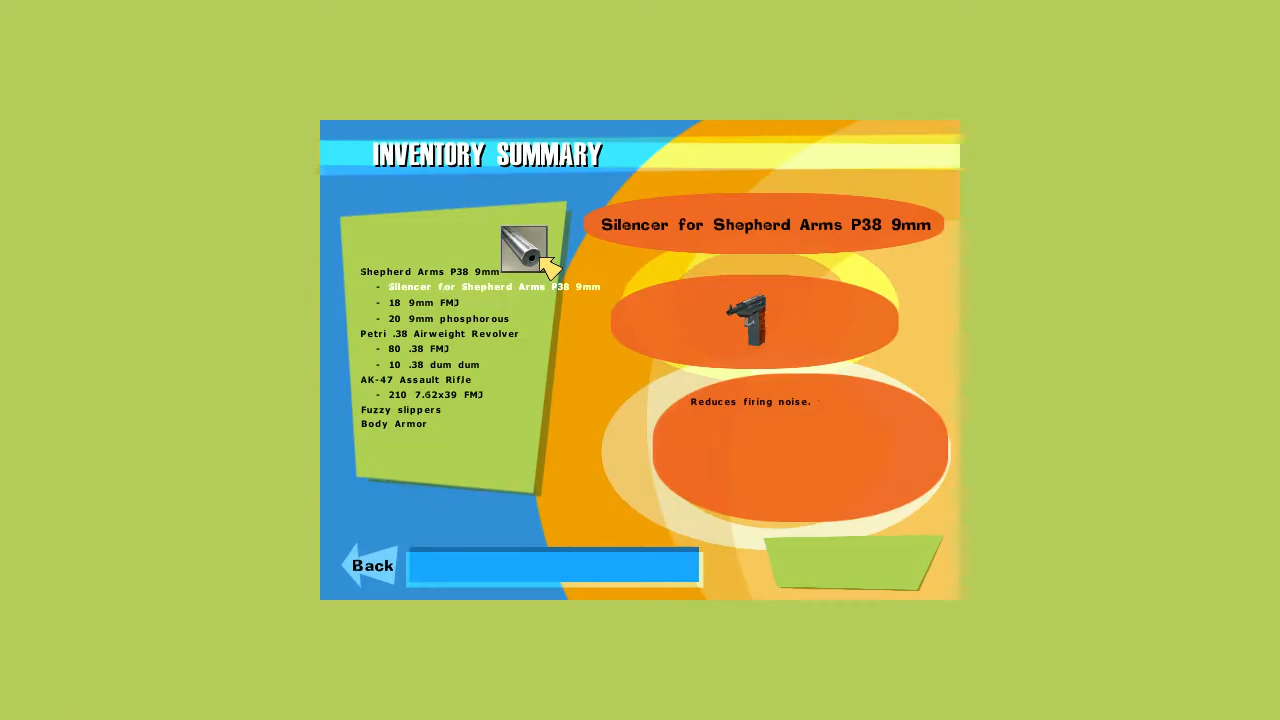 INVENTORY SUMMARY
Silencer for Shepherd Arms P38 9mm
Shepherd Arms P38 9mm
- Silencer for Shepherd Arms P38 9mm
- 18 9mm FMJ
- 20 9mm phosphorous
Petri .38 Airweight Revolver
- 80 .38 FMJ
- 10 .38 dum dum
AK-47 Assault Rifle
- 210 7.62x39 FMJ
Fuzzy slippers
Body Armor
Reduces firing noise.
Back